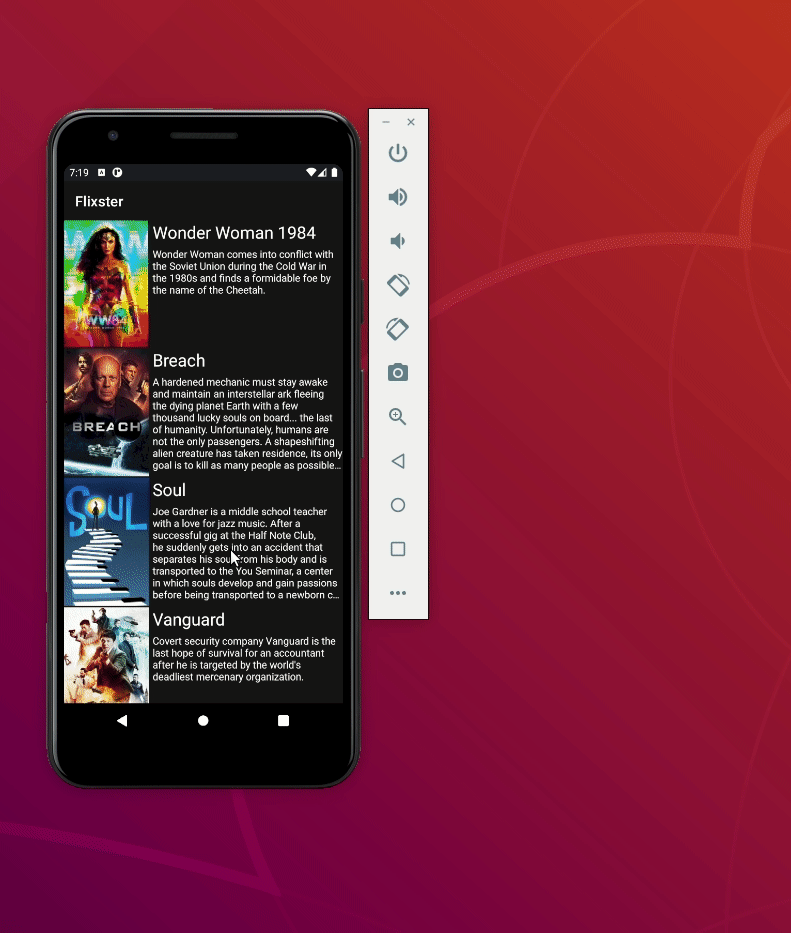 7:19
Flixster
Wonder Woman 1984
Wonder Woman comes into conflict with
the Soviet Union during the Cold War in
the 1980s and finds a formidable foe by
the name of the Cheetah.
WW84
Breach
A hardened mechanic must stay awake
and maintain an interstellar ark fleeing
the dying planet Earth with a few
thousand lucky souls on board... the last
of humanity. Unfortunately, humans are
not the only passengers. A shapeshifting
alien creature has taken residence, its only
goal is to kill as many people as possible…
BREACH
Soul
SOUL
Joe Gardner is a middle school teacher
with a love for jazz music. After a
successful gig at the Half Note Club,
he suddenly gets into an accident that
separates his soul from his body and is
transported to the You Seminar, a center
in which souls develop and gain passions
before being transported to a newborn c…
Vanguard
Covert security company Vanguard is the
last hope of survival for an accountant
after he is targeted by the world's
deadliest mercenary organization.